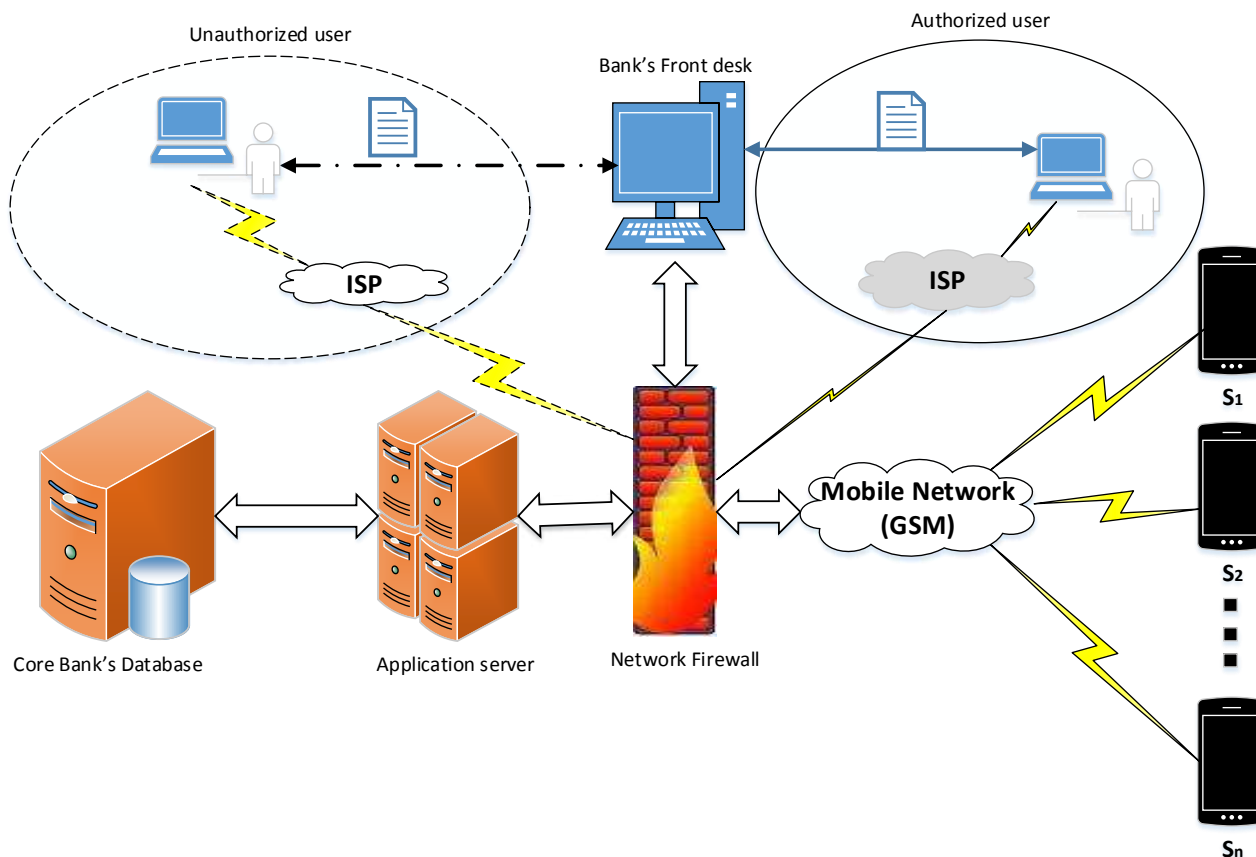 Unauthorized user
Authorized user
Bank's Front desk
ISP
ISP
S1
Mobile Network
(GSM)
S2
Core Bank's Database
Application server
Network Firewall
Sn